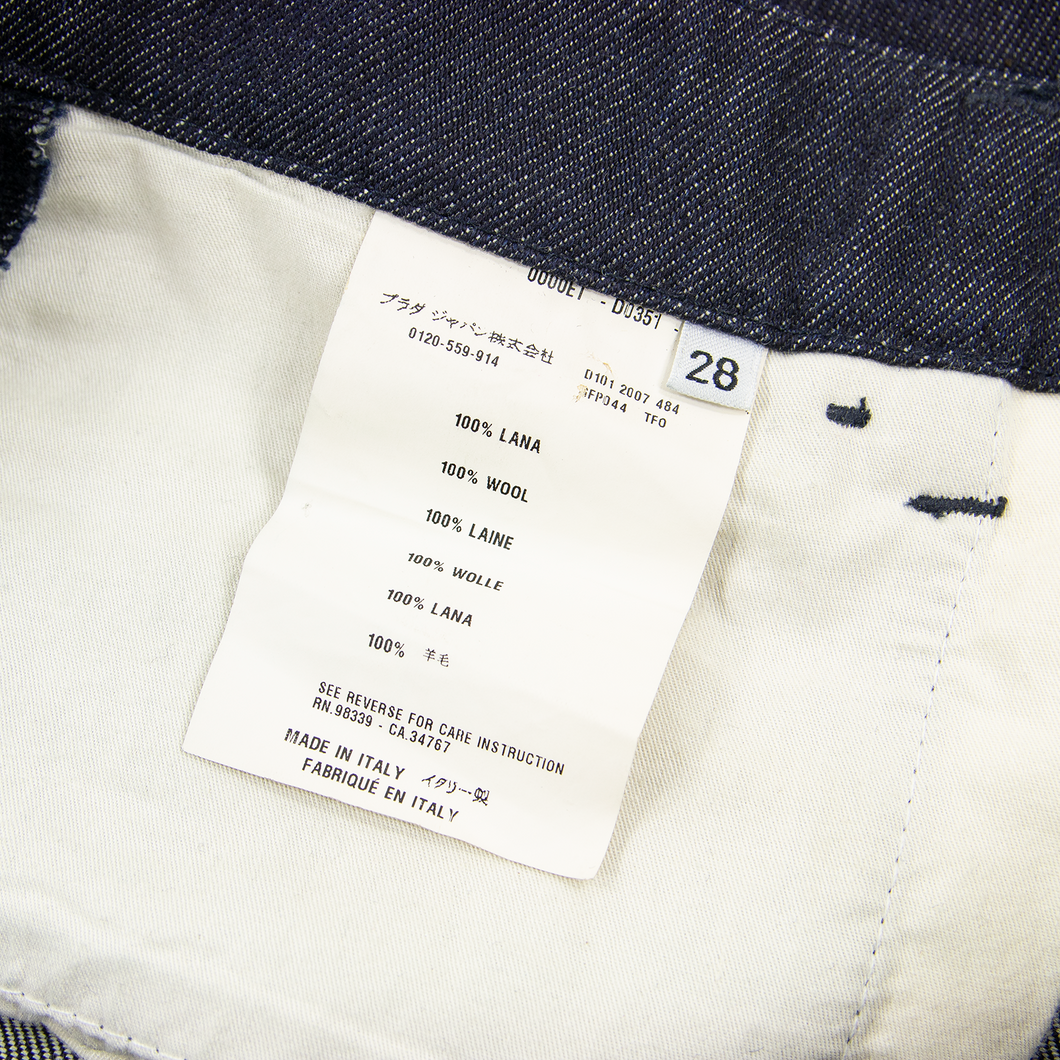 0000E1 - D0351 -
プラダ ジャパン株式会社
0120-559-914
28
D101 2007 484
GFP044 TFO
100% LANA
100% WOOL
100% LAINE
100% WOLLE
100% LANA
100% 羊毛
SEE REVERSE FOR CARE INSTRUCTION
RN.98339 - CA.34767
MADE IN ITALY イタリー製
FABRIQUÉ EN ITALY